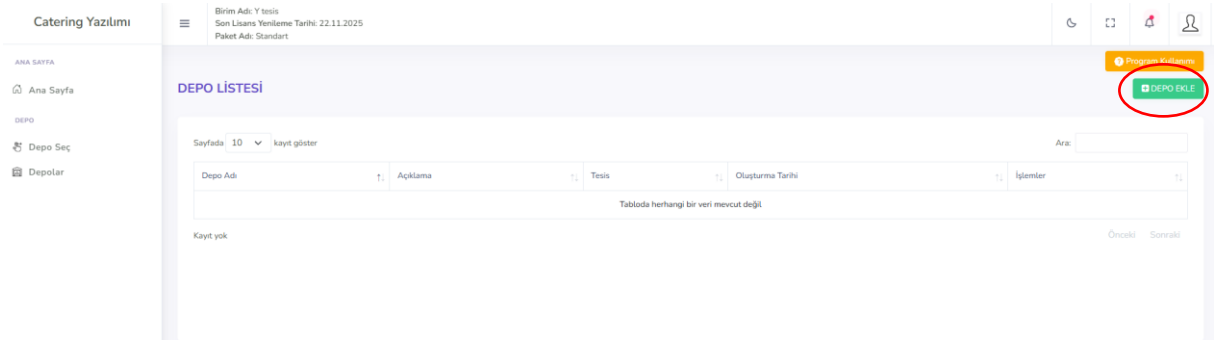 Catering Yazılımı
Birim Adı: Y tesis
Son Lisans Yenileme Tarihi: 22.11.2025
Paket Adı: Standart
ANA SAYFA
Ana Sayfa
DEPO
Depo Seç
Depolar
Program Kullanımı
DEPO LİSTESİ
DEPO EKLE
Sayfada 10 kayıt göster
Ara:
Depo Adı Açıklama Tesis Oluşturma Tarihi İşlemler
Tabloda herhangi bir veri mevcut değil
Kayıt yok
Önceki Sonraki